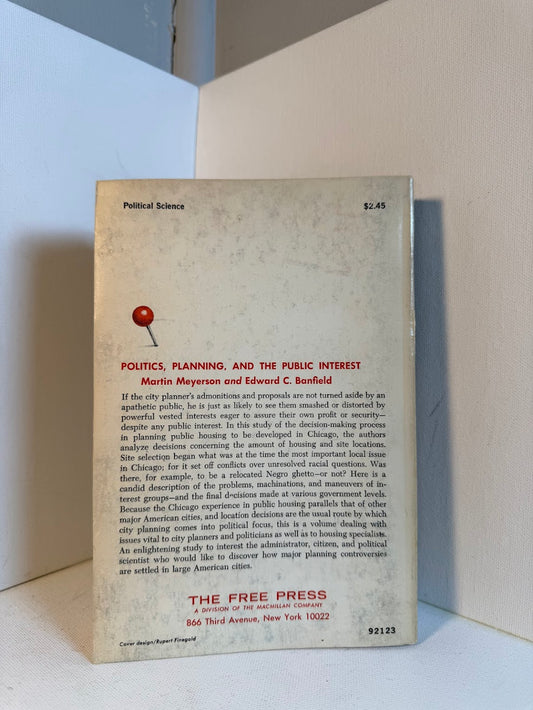 Political Science $2.45
POLITICS, PLANNING, AND THE PUBLIC INTEREST
Martin Meyerson and Edward C. Banfield
If the city planner's admonitions and proposals are not turned aside by an
apathetic public, he is just as likely to see them smashed or distorted by
powerful vested interests eager to assure their own profit or security—
despite any public interest. In this study of the decision-making process
in planning public housing to be developed in Chicago, the authors
analyze decisions concerning the amount of housing and site locations.
Site selection began what was at the time the most important local issue
in Chicago; for it set off conflicts over unresolved racial questions. Was
there, for example, to be a relocated Negro ghetto—or not? Here is a
candid description of the problems, machinations, and maneuvers of in-
terest groups—and the final decisions made at various government levels.
Because the Chicago experience in public housing parallels that of other
major American cities, and location decisions are the usual route by which
city planning comes into political focus, this is a volume dealing with
issues vital to city planners and politicians as well as to housing specialists.
An enlightening study to interest the administrator, citizen, and political
scientist who would like to discover how major planning controversies
are settled in large American cities.
THE FREE PRESS
A DIVISION OF THE MACMILLAN COMPANY
866 Third Avenue, New York 10022
Cover design/Rupert Finegold 92123